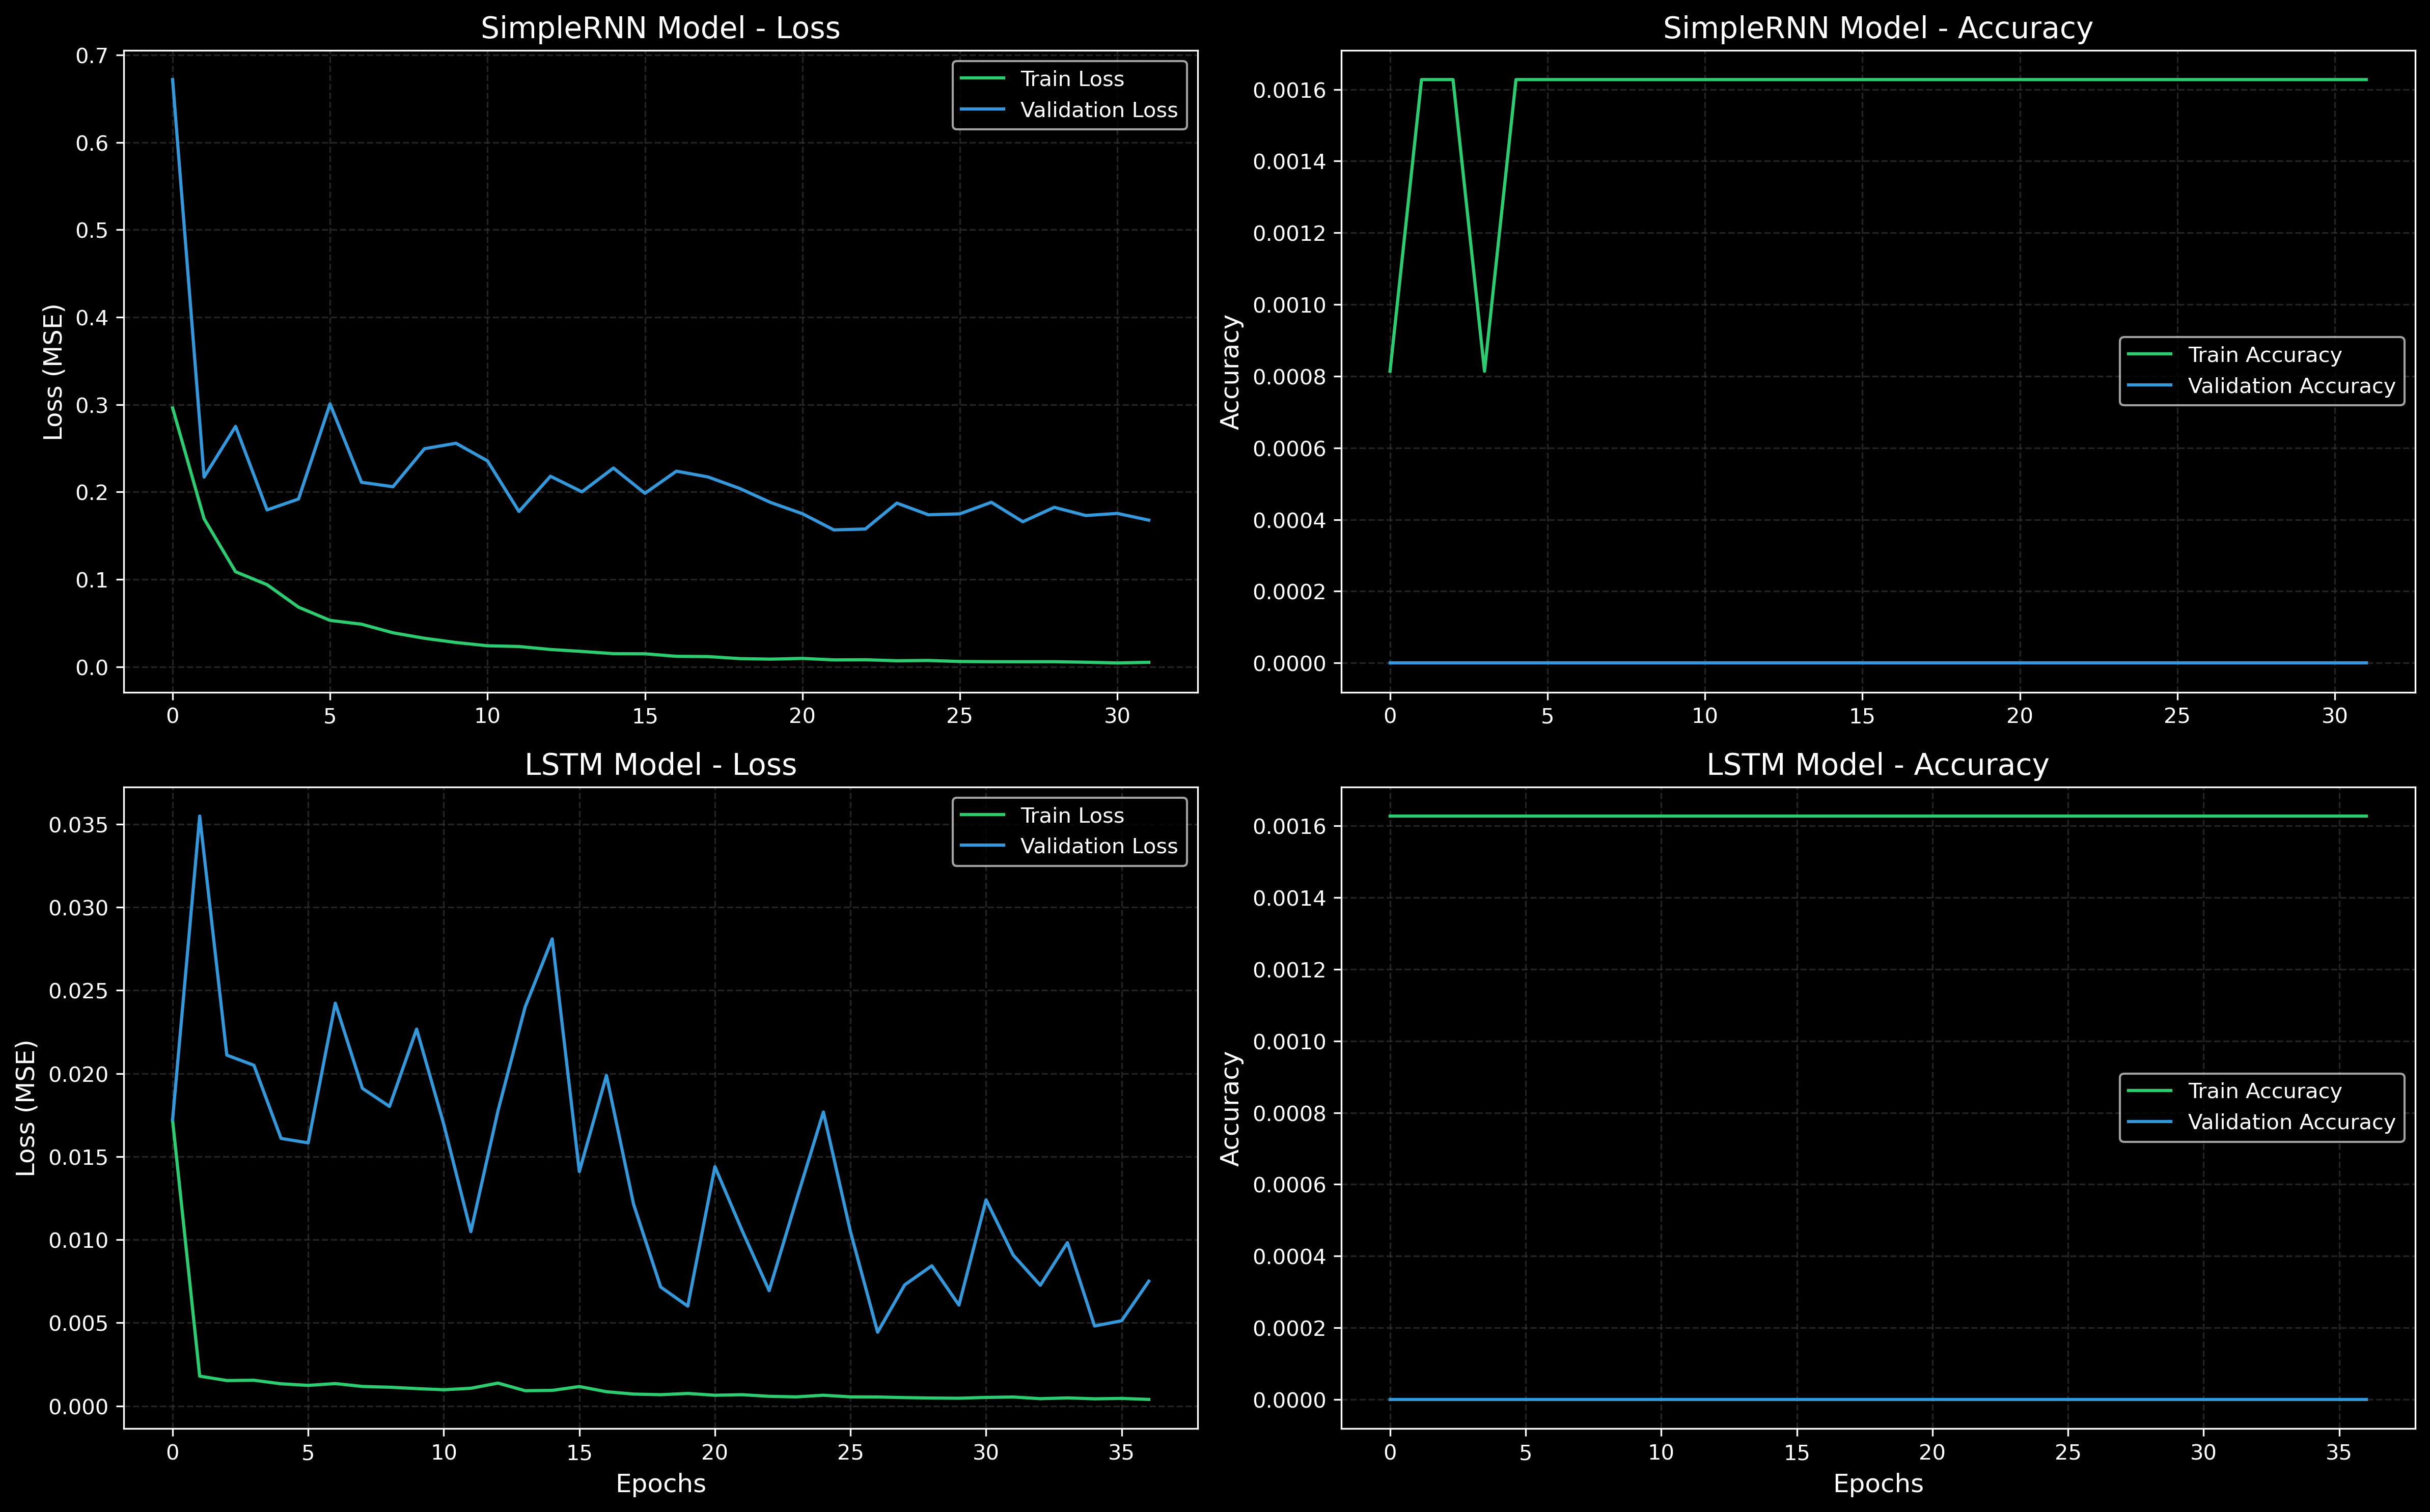 SimpleRNN Model - Loss
Loss (MSE)
0.7
0.6
0.5
0.4
0.3
0.2
0.1
0.0
0 5 10 15 20 25 30
Train Loss
Validation Loss
SimpleRNN Model - Accuracy
Accuracy
0.0016
0.0014
0.0012
0.0010
0.0008
0.0006
0.0004
0.0002
0.0000
0 5 10 15 20 25 30
Train Accuracy
Validation Accuracy
LSTM Model - Loss
Loss (MSE)
0.035
0.030
0.025
0.020
0.015
0.010
0.005
0.000
0 5 10 15 20 25 30 35
Epochs
Train Loss
Validation Loss
LSTM Model - Accuracy
Accuracy
0.0016
0.0014
0.0012
0.0010
0.0008
0.0006
0.0004
0.0002
0.0000
0 5 10 15 20 25 30 35
Epochs
Train Accuracy
Validation Accuracy